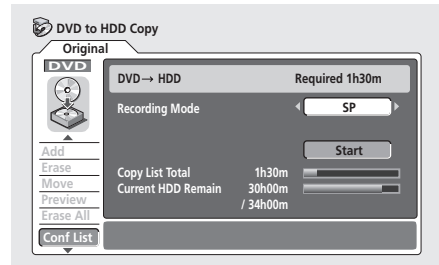 DVD to HDD Copy
Original
DVD
DVD→ HDD Required 1h30m
Recording Mode SP
Start
Add
Erase
Move
Preview
Erase All
Conf List
Copy List Total 1h30m
Current HDD Remain 30h00m
/ 34h00m